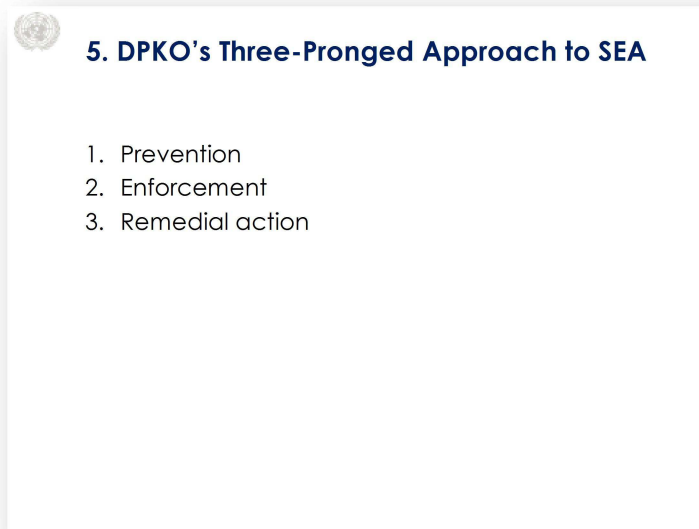 5. DPKO’s Three-Pronged Approach to SEA
1. Prevention
2. Enforcement
3. Remedial action